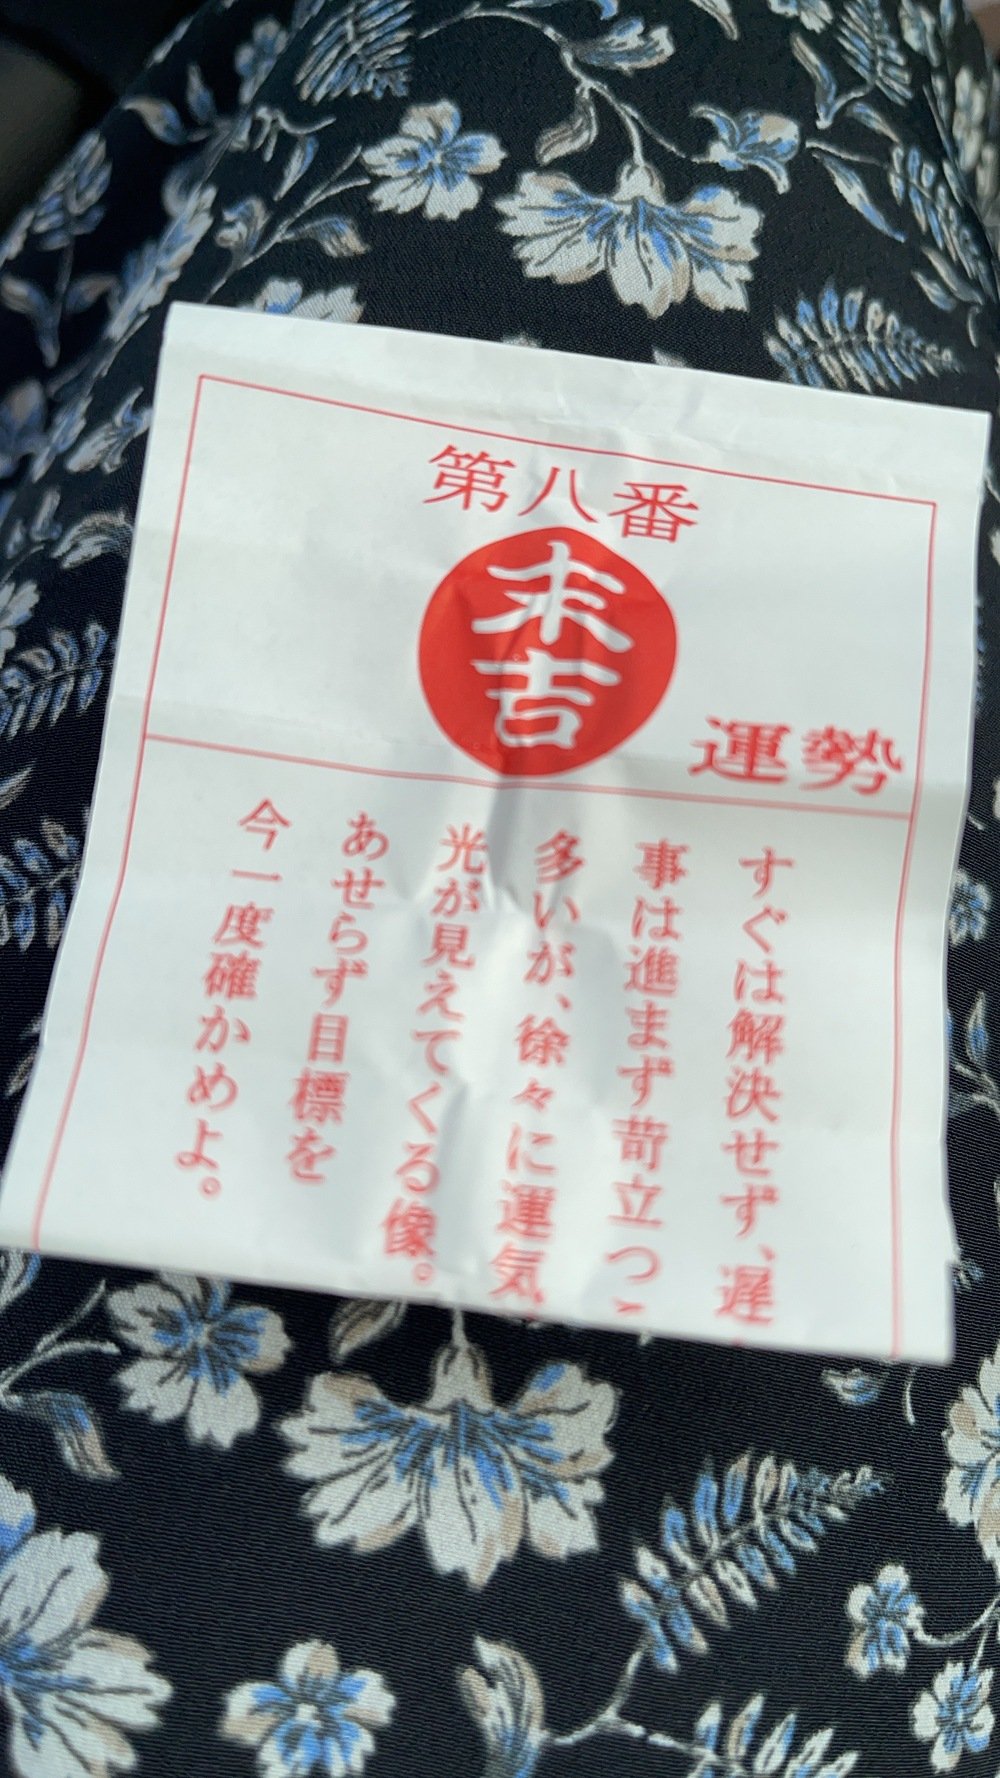 第八番
末吉
運勢
すぐは解決せず、遅
事は進まず苛立つこ
多いが、徐々に運気
光が見えてくる像。
あせらず目標を
今一度確かめよ。